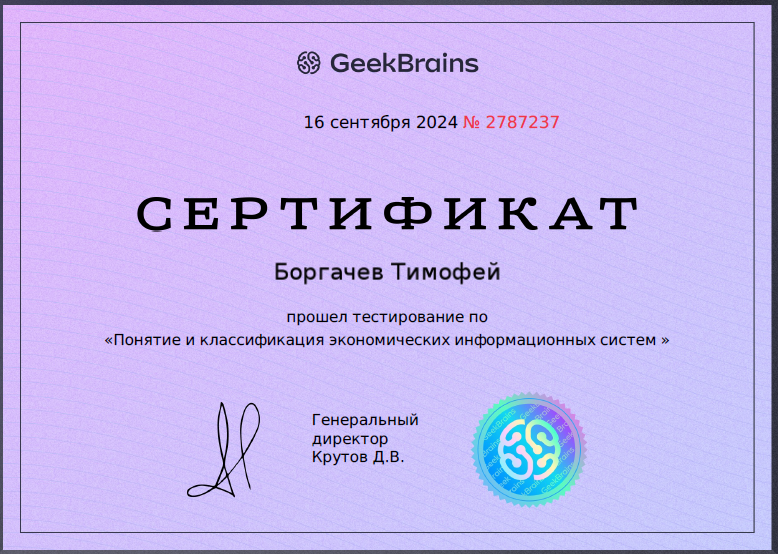 GeekBrains
16 сентября 2024 № 2787237
СЕРТИФИКАТ
Боргачев Тимофей
прошел тестирование по
«Понятие и классификация экономических информационных систем »
Генеральный
директор
Крутов Д.В.